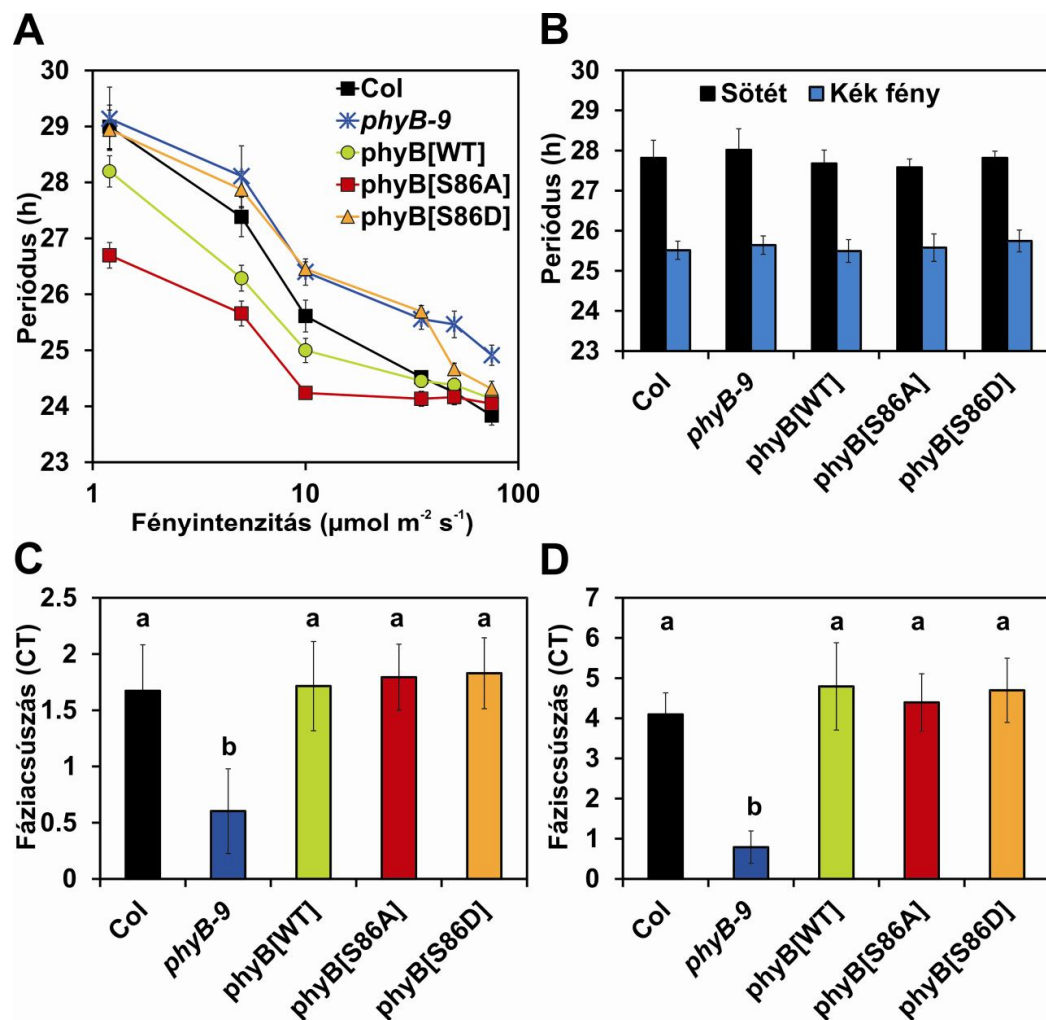 A
30
29
28
27
26
25
24
23
Periódus (h)
1
10
100
Fényintenzitás (µmol m⁻² s⁻¹)
Col
phyB-9
phyB[WT]
phyB[S86A]
phyB[S86D]
B
30
29
28
27
26
25
24
23
Periódus (h)
Sötét
Kék fény
Col
phyB-9
phyB[WT]
phyB[S86A]
phyB[S86D]
C
2.5
2
1.5
1
0.5
0
Fáziacsúszás (CT)
a
b
a
a
a
Col
phyB-9
phyB[WT]
phyB[S86A]
phyB[S86D]
D
7
6
5
4
3
2
1
0
Fáziscsúszás (CT)
a
b
a
a
a
Col
phyB-9
phyB[WT]
phyB[S86A]
phyB[S86D]